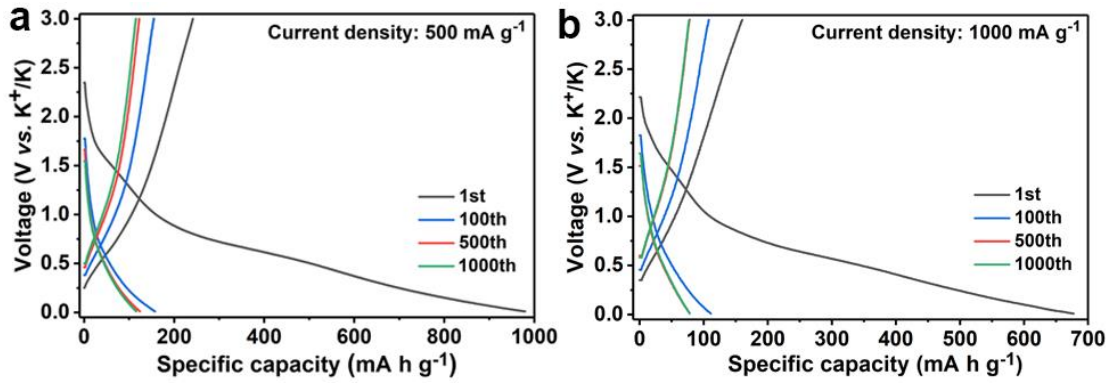 a
Current density: 500 mA g⁻¹
Voltage (V vs. K⁺/K)
3.0
2.5
2.0
1.5
1.0
0.5
0.0
1st
100th
500th
1000th
0 200 400 600 800 1000
Specific capacity (mA h g⁻¹)
b
Current density: 1000 mA g⁻¹
Voltage (V vs. K⁺/K)
3.0
2.5
2.0
1.5
1.0
0.5
0.0
1st
100th
500th
1000th
0 100 200 300 400 500 600 700
Specific capacity (mA h g⁻¹)